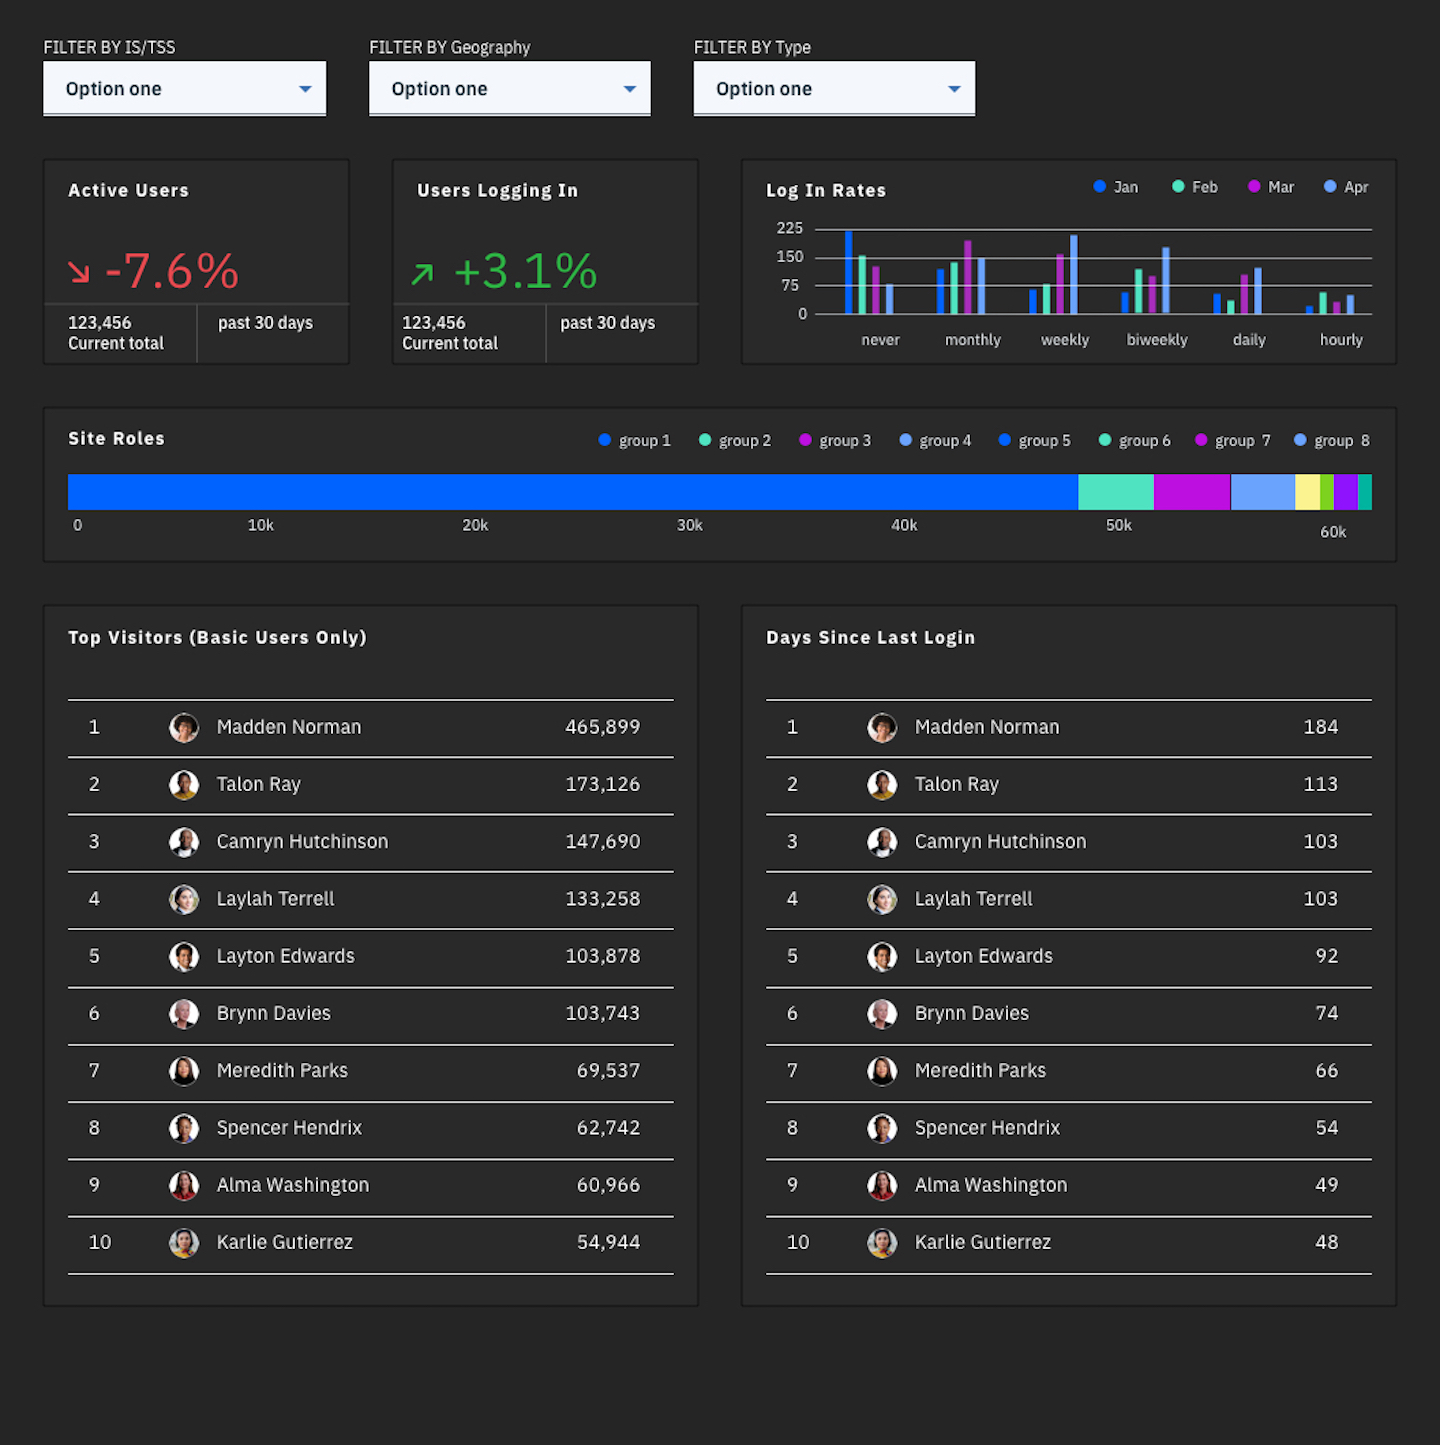 FILTER BY IS/TSS
FILTER BY Geography
FILTER BY Type
Option one
Option one
Option one
Active Users
-7.6%
123,456
Current total
past 30 days
Users Logging In
+3.1%
123,456
Current total
past 30 days
Log In Rates
Jan
Feb
Mar
Apr
225
150
75
0
never
monthly
weekly
biweekly
daily
hourly
Site Roles
group 1
group 2
group 3
group 4
group 5
group 6
group 7
group 8
0
10k
20k
30k
40k
50k
60k
Top Visitors (Basic Users Only)
1 Madden Norman 465,899
2 Talon Ray 173,126
3 Camryn Hutchinson 147,690
4 Laylah Terrell 133,258
5 Layton Edwards 103,878
6 Brynn Davies 103,743
7 Meredith Parks 69,537
8 Spencer Hendrix 62,742
9 Alma Washington 60,966
10 Karlie Gutierrez 54,944
Days Since Last Login
1 Madden Norman 184
2 Talon Ray 113
3 Camryn Hutchinson 103
4 Laylah Terrell 103
5 Layton Edwards 92
6 Brynn Davies 74
7 Meredith Parks 66
8 Spencer Hendrix 54
9 Alma Washington 49
10 Karlie Gutierrez 48